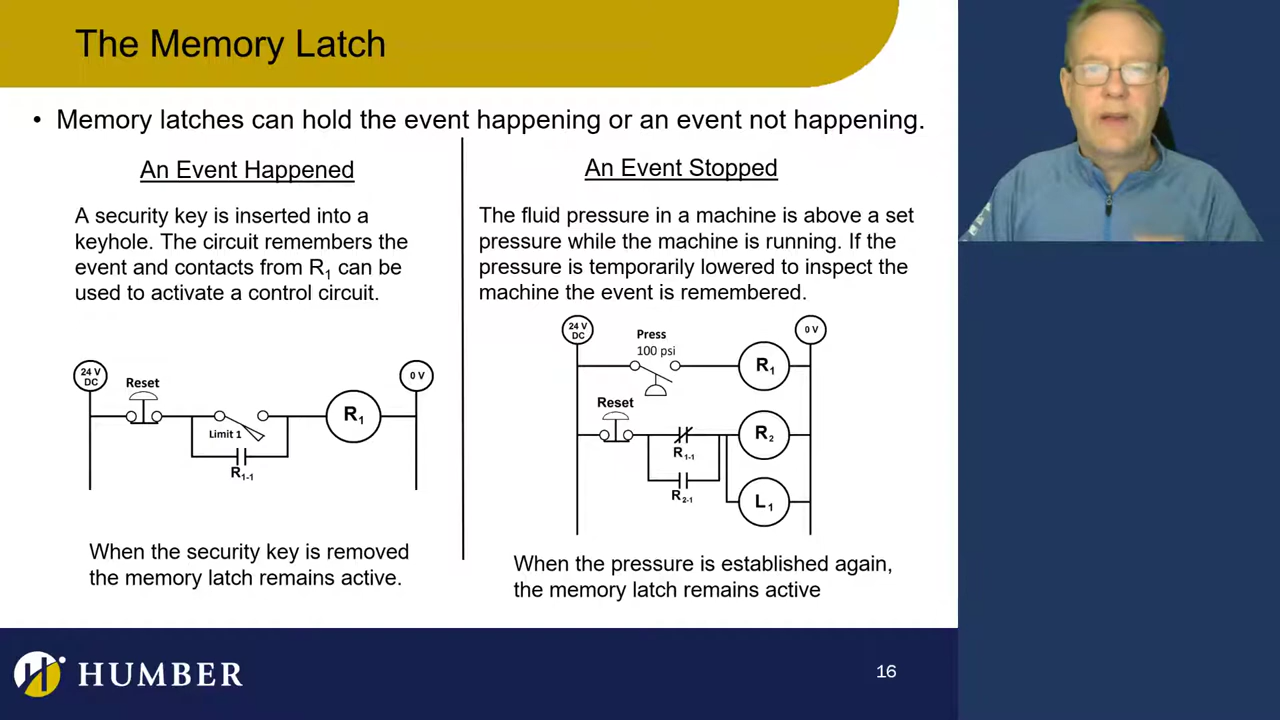 The Memory Latch
• Memory latches can hold the event happening or an event not happening.
An Event Happened
A security key is inserted into a
keyhole. The circuit remembers the
event and contacts from R1 can be
used to activate a control circuit.
24 V
DC
Reset
Limit 1
R1-1
R1
0 V
When the security key is removed
the memory latch remains active.
An Event Stopped
The fluid pressure in a machine is above a set
pressure while the machine is running. If the
pressure is temporarily lowered to inspect the
machine the event is remembered.
24 V
DC
Press
100 psi
R1
0 V
Reset
R1-1
R2
R2-1
L1
When the pressure is established again,
the memory latch remains active
HUMBER
16